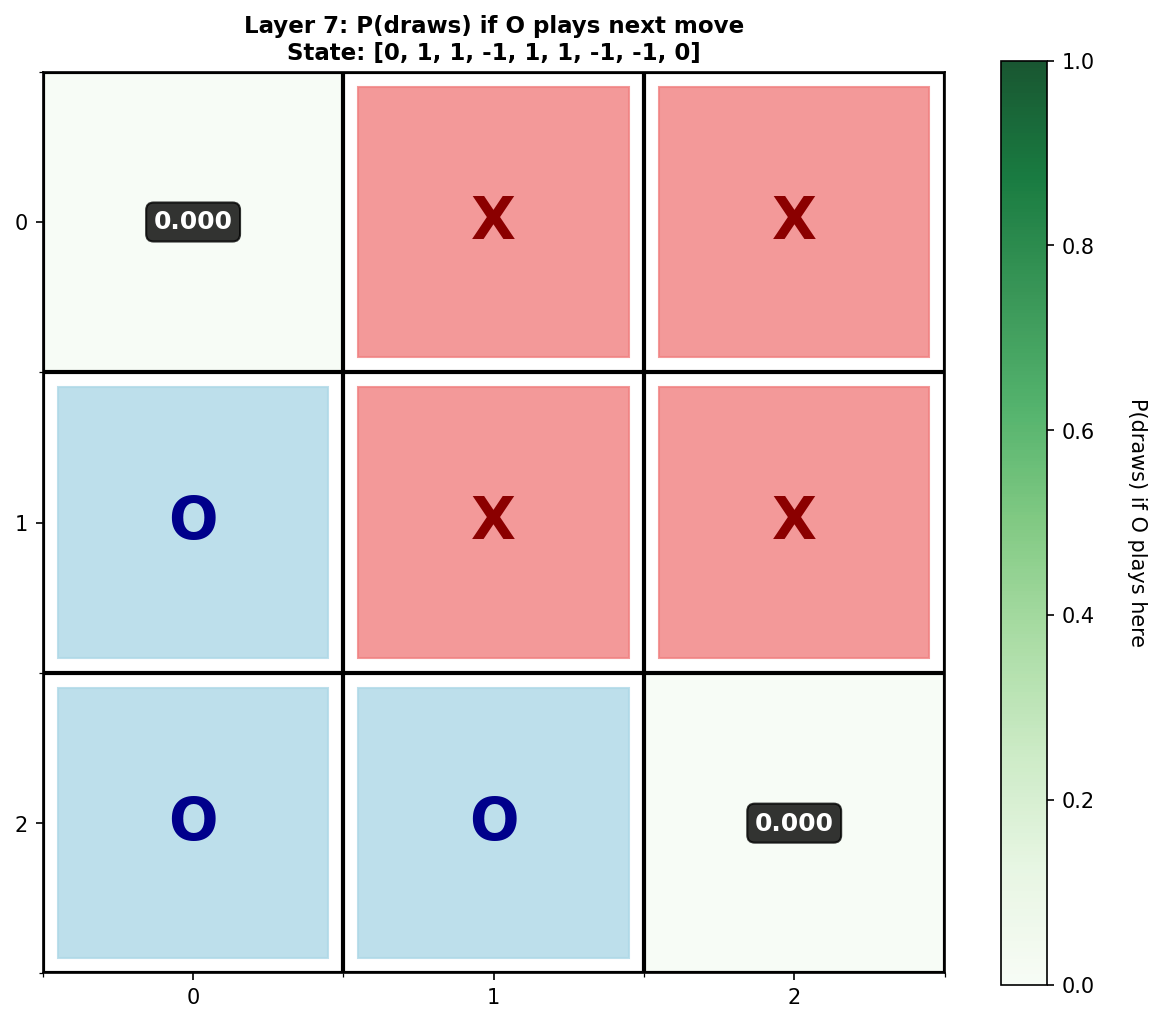 Layer 7: P(draws) if O plays next move
State: [0, 1, 1, -1, 1, 1, -1, -1, 0]
0 0.000 X X
1 O X X
2 O O 0.000
0 1 2
1.0
0.8
0.6
0.4
0.2
0.0
P(draws) if O plays here